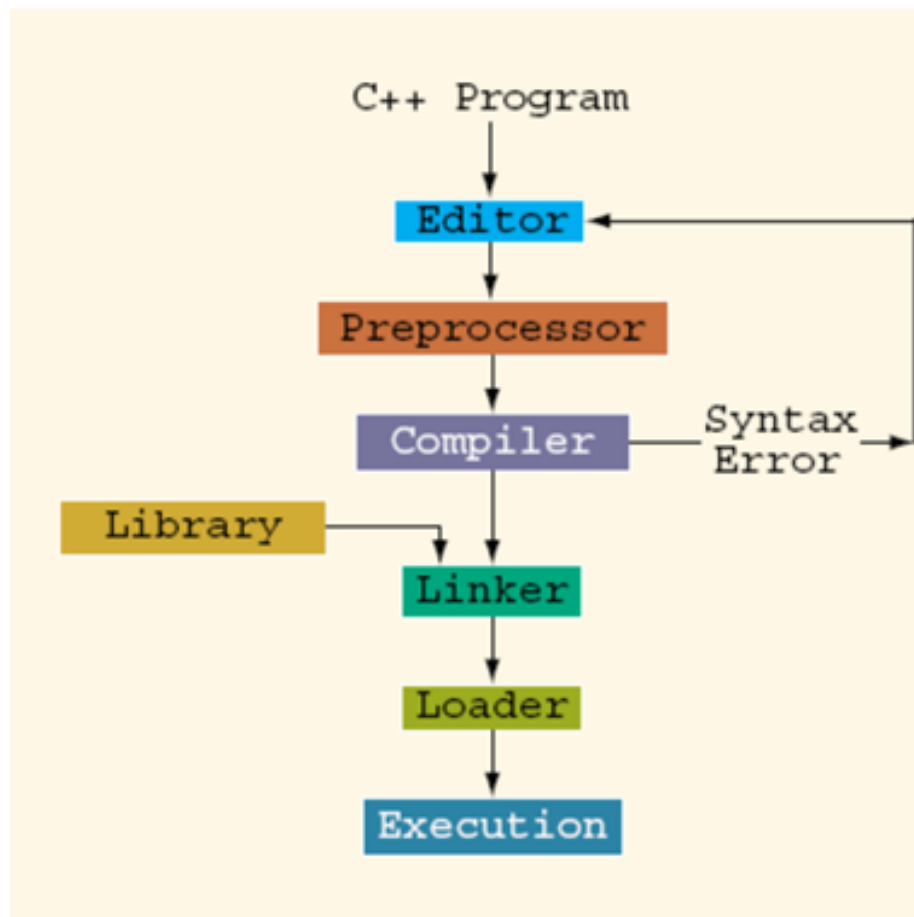 C++ Program
Editor
Preprocessor
Compiler
Syntax
Error
Library
Linker
Loader
Execution